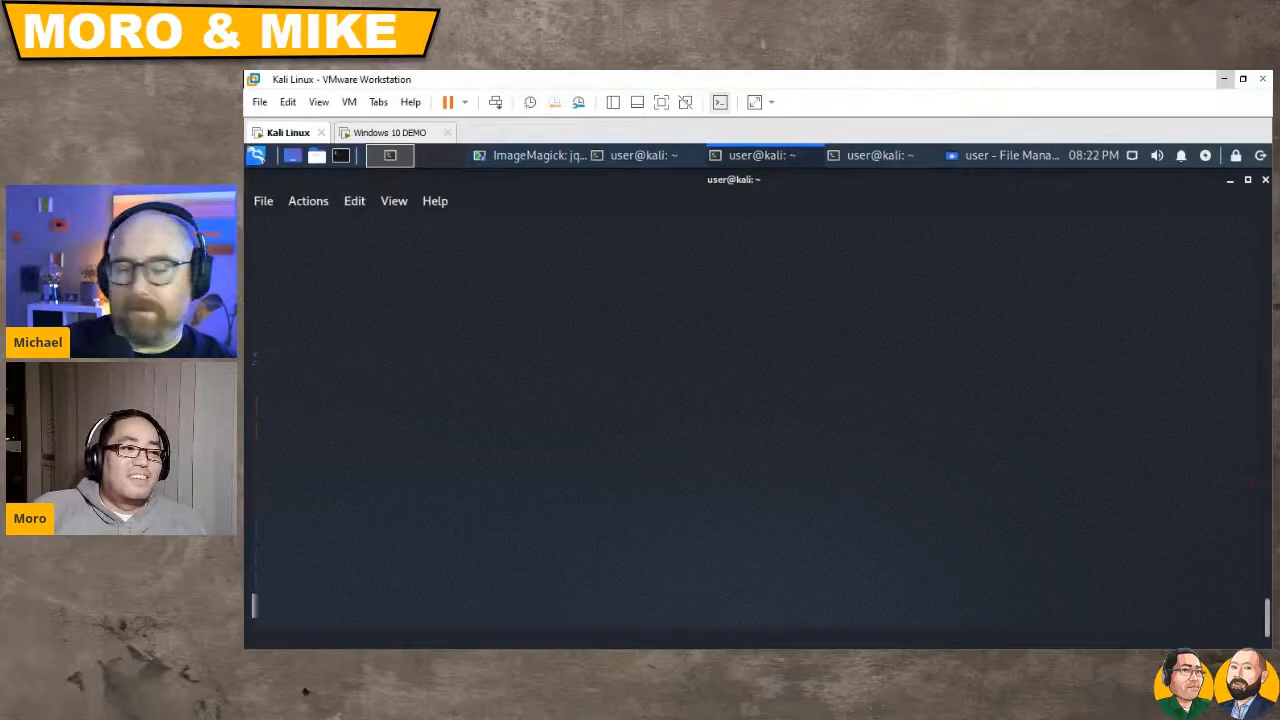 MORO & MIKE
Kali Linux - VMware Workstation
File Edit View VM Tabs Help
Kali Linux
Windows 10 DEMO
ImageMagick: jq...
user@kali: ~
user@kali: ~
user@kali: ~
user - File Mana...
08:22 PM
user@kali: ~
File Actions Edit View Help
Michael
Moro